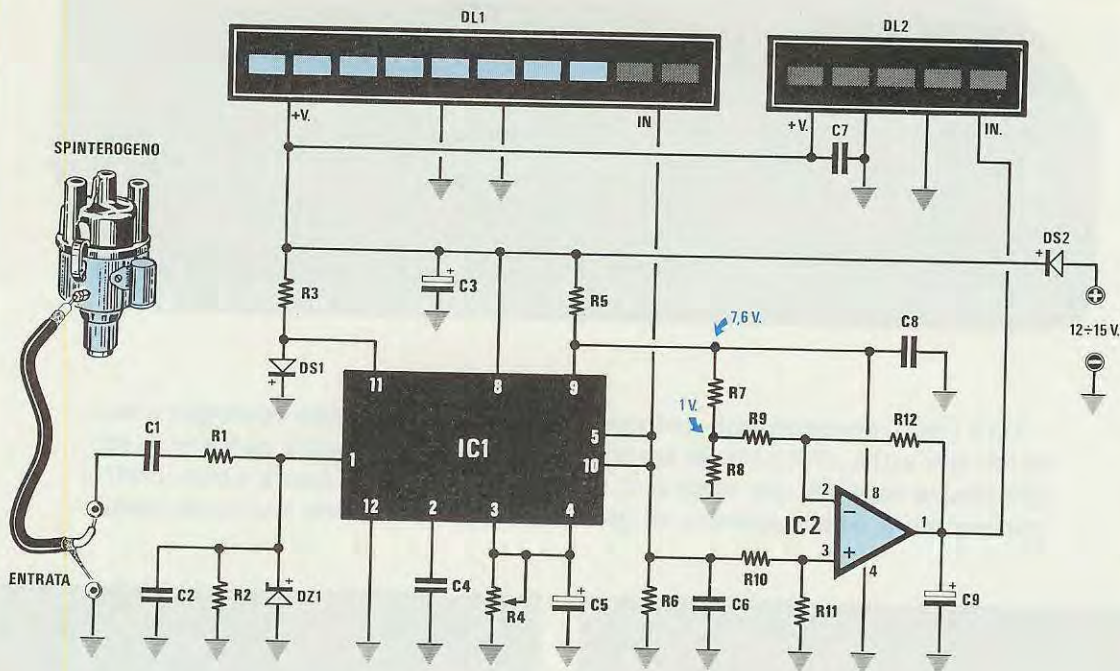 DL1
DL2
+V.
IN
+V.
C7
IN.
SPINTEROGENO
DS2
+
R3
+
C3
R5
7,6 V.
C8
12÷15 V.
DS1
+
11
8
9
R7
1 V.
R9
R12
C1
R1
1
IC1
5
10
R8
2
8
IC2
1
12
2
3
4
3
+
4
R10
ENTRATA
C2
R2
+
DZ1
C4
R4
+
C5
R6
C6
R11
+
C9